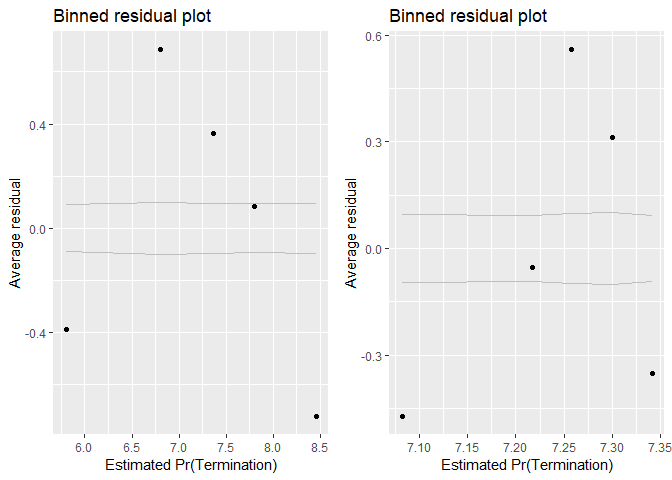 Binned residual plot
Average residual
0.4
0.0
-0.4
6.0 6.5 7.0 7.5 8.0 8.5
Estimated Pr(Termination)
Binned residual plot
Average residual
0.6
0.3
0.0
-0.3
7.10 7.15 7.20 7.25 7.30 7.35
Estimated Pr(Termination)